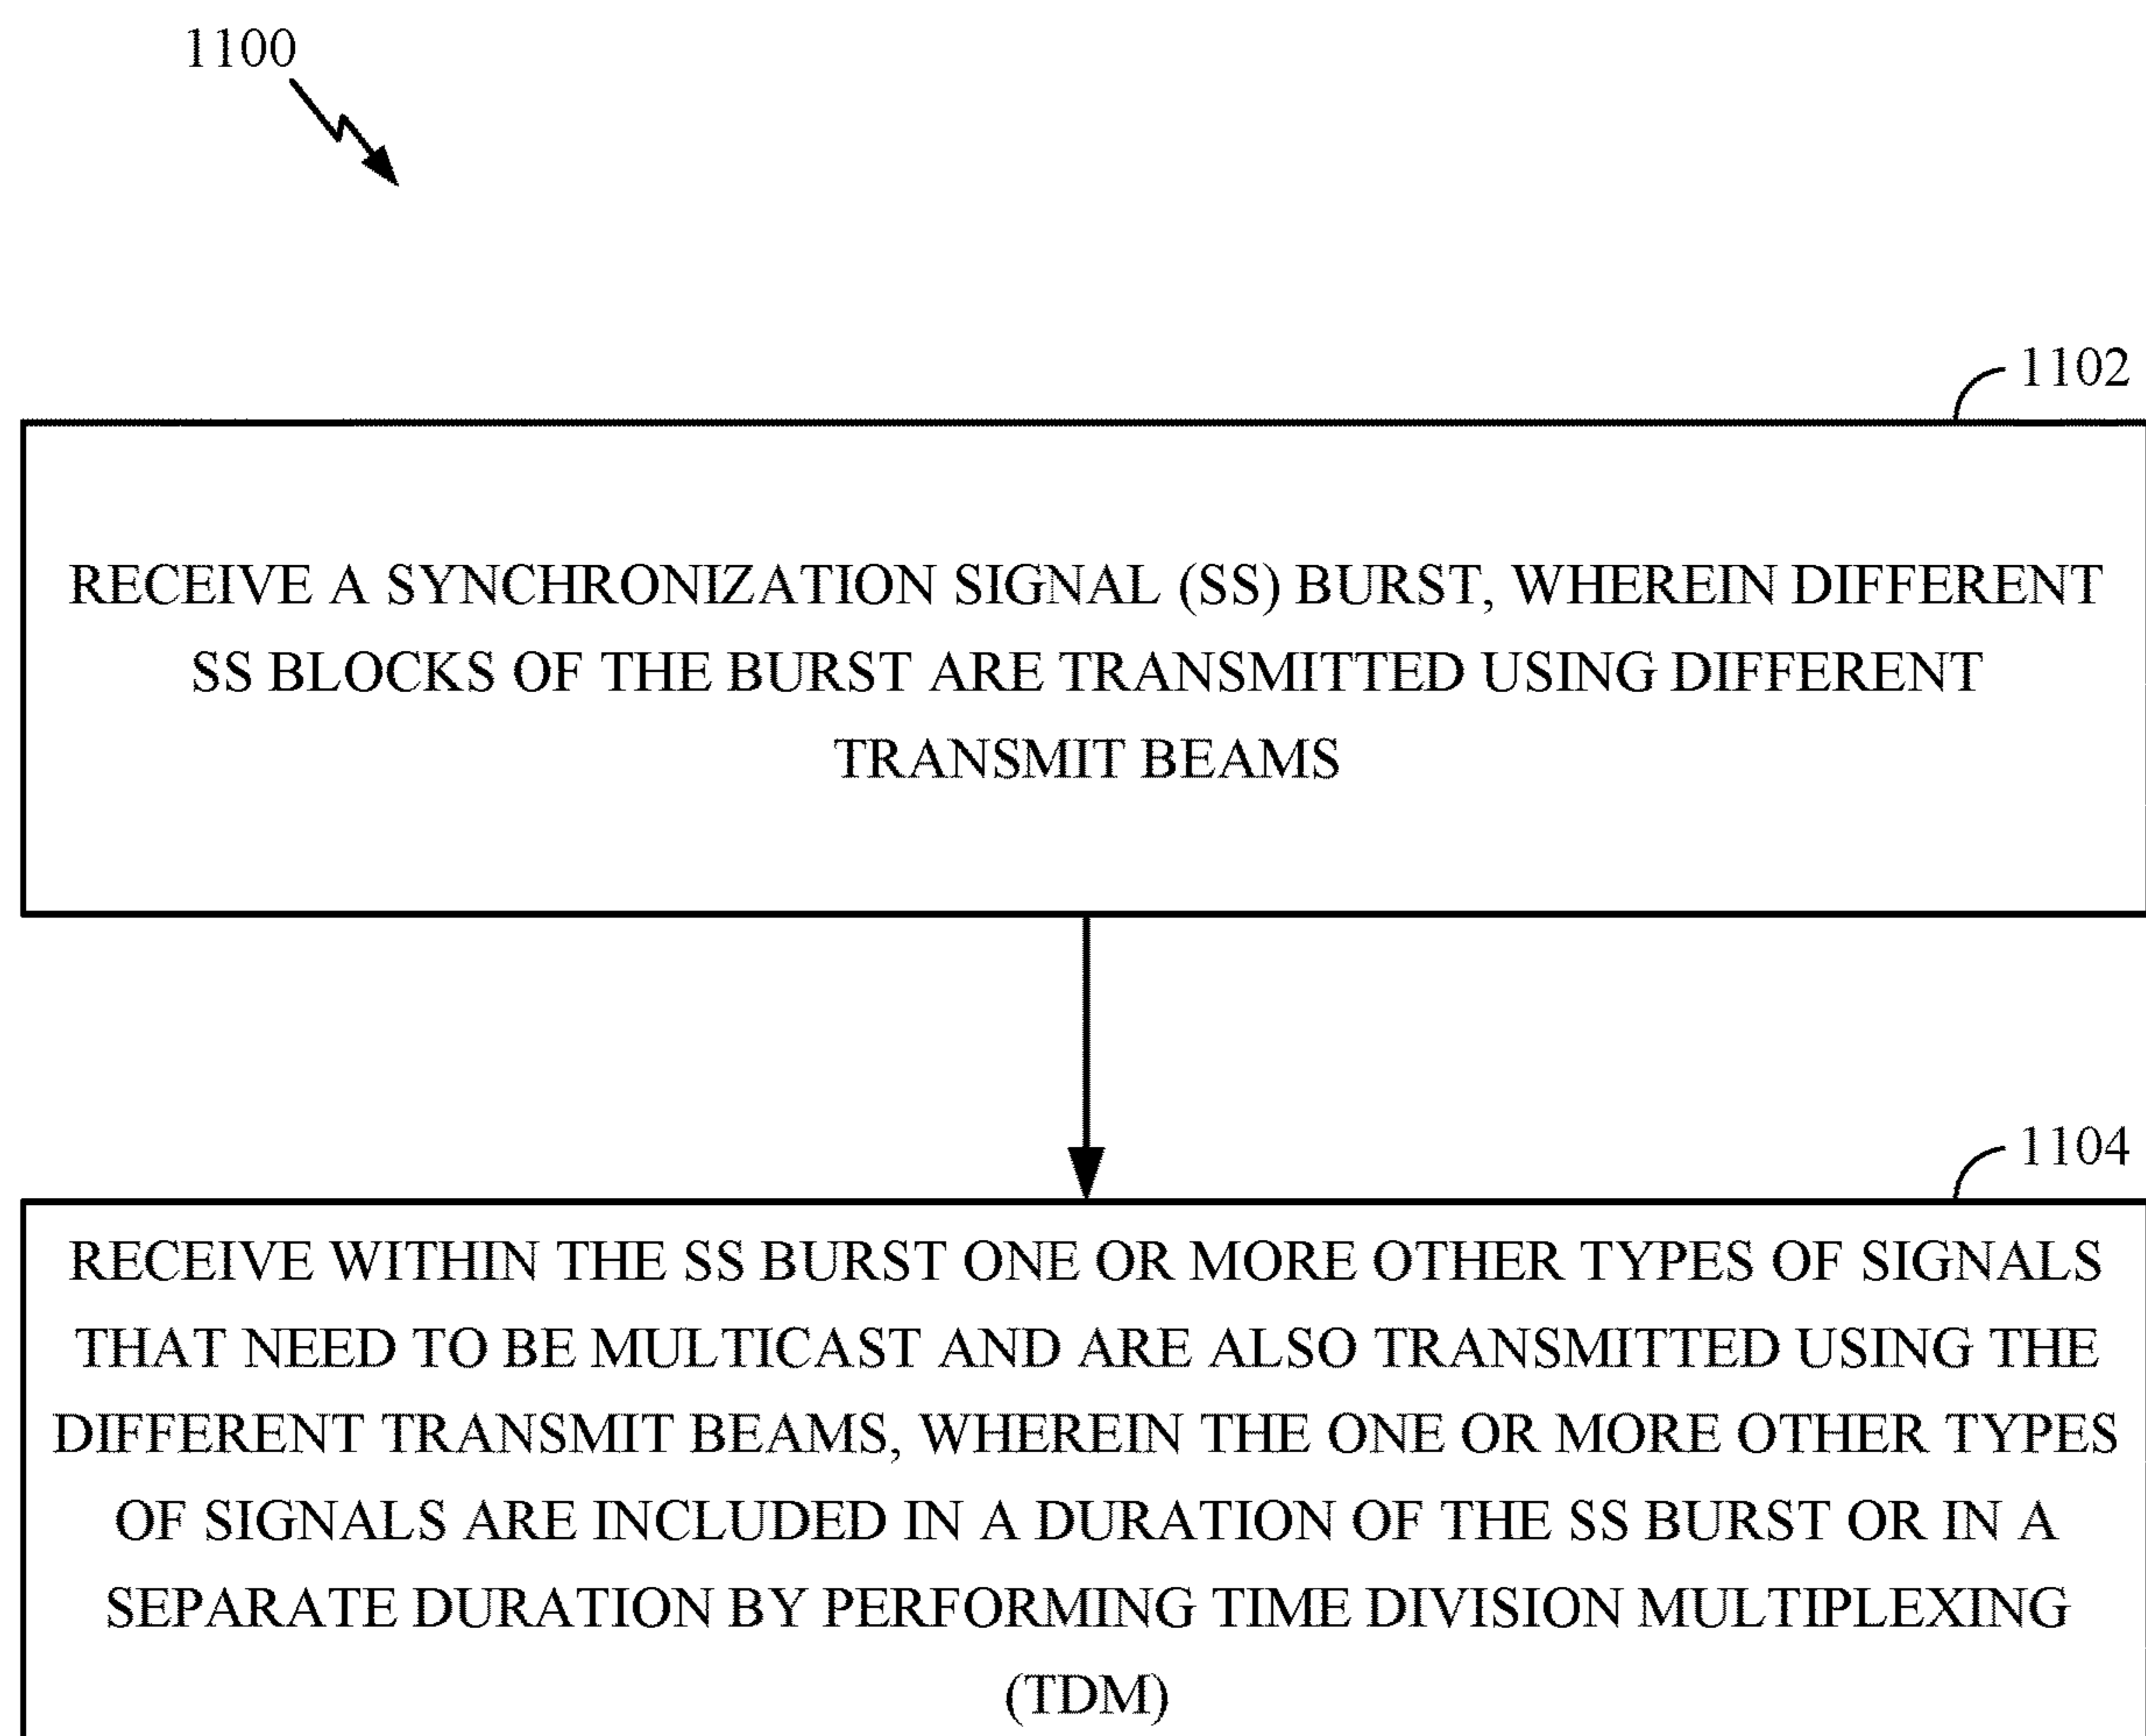 1100
1102
RECEIVE A SYNCHRONIZATION SIGNAL (SS) BURST, WHEREIN DIFFERENT
SS BLOCKS OF THE BURST ARE TRANSMITTED USING DIFFERENT
TRANSMIT BEAMS
1104
RECEIVE WITHIN THE SS BURST ONE OR MORE OTHER TYPES OF SIGNALS
THAT NEED TO BE MULTICAST AND ARE ALSO TRANSMITTED USING THE
DIFFERENT TRANSMIT BEAMS, WHEREIN THE ONE OR MORE OTHER TYPES
OF SIGNALS ARE INCLUDED IN A DURATION OF THE SS BURST OR IN A
SEPARATE DURATION BY PERFORMING TIME DIVISION MULTIPLEXING
(TDM)